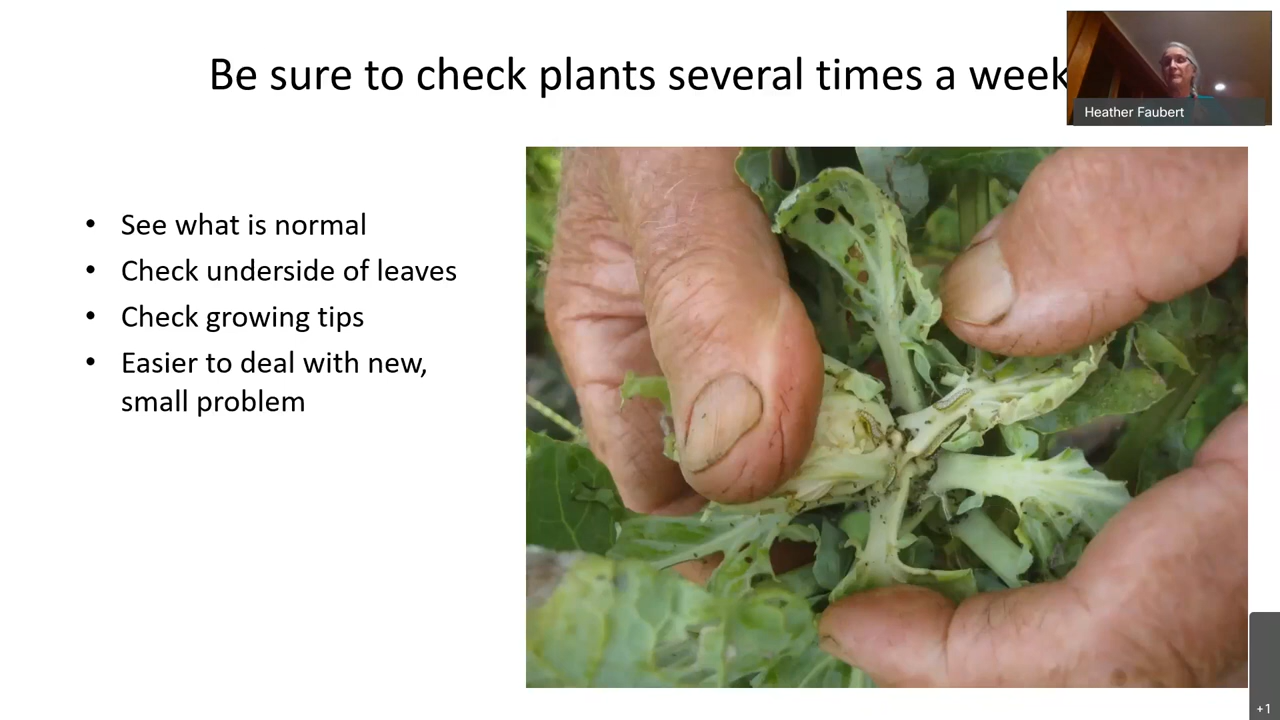 Be sure to check plants several times a week
Heather Faubert
• See what is normal
• Check underside of leaves
• Check growing tips
• Easier to deal with new,
small problem
+1